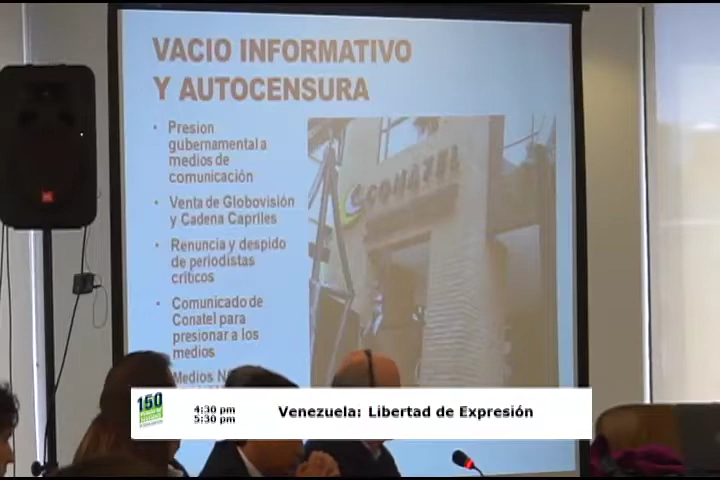 VACIO INFORMATIVO
Y AUTOCENSURA
• Presion
gubernamental a
medios de
comunicación
• Venta de Globovisión
y Cadena Capriles
• Renuncia y despido
de periodistas
críticos
• Comunicado de
Conatel para
presionar a los
medios
Medios
CONATEL
150
4:30 pm
5:30 pm
Venezuela: Libertad de Expresión